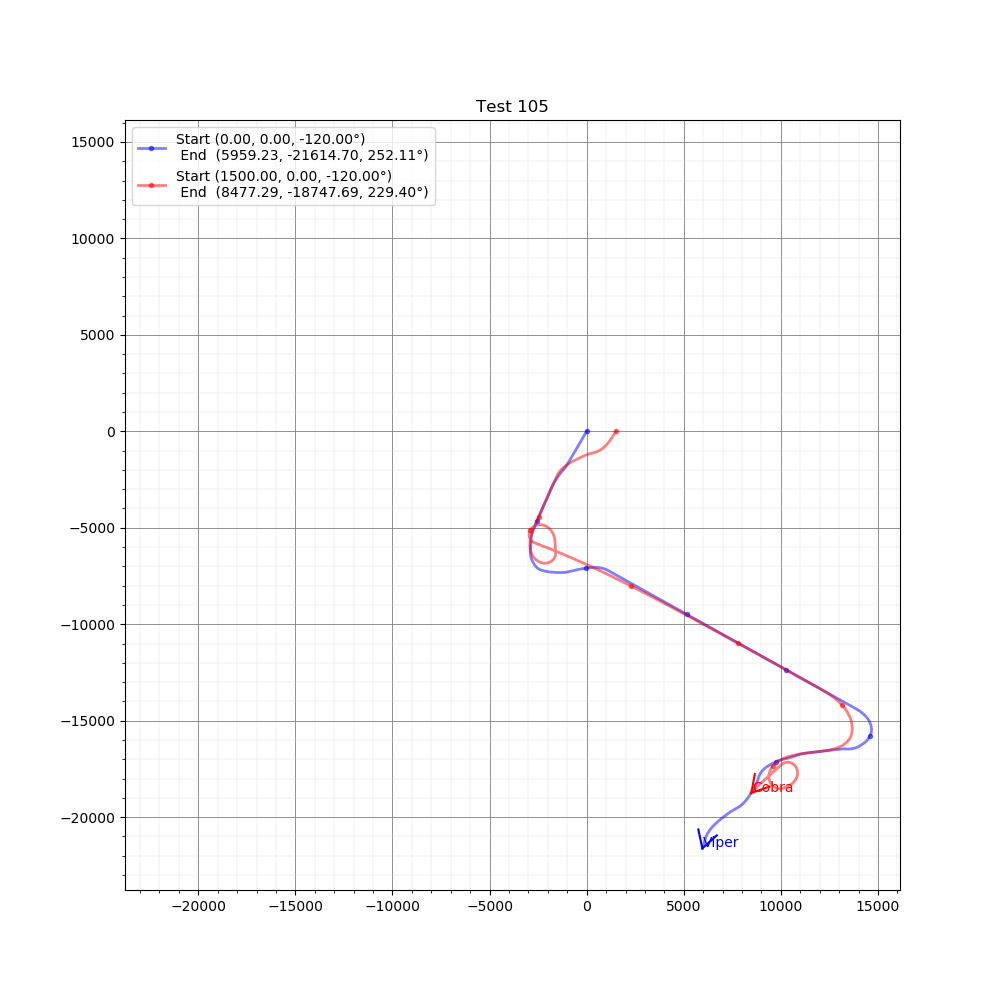 Test 105
Start (0.00, 0.00, -120.00°)
End  (5959.23, -21614.70, 252.11°)
Start (1500.00, 0.00, -120.00°)
End  (8477.29, -18747.69, 229.40°)
15000
10000
5000
0
−5000
−10000
−15000
−20000
Cobra
Viper
−20000 −15000 −10000 −5000 0 5000 10000 15000